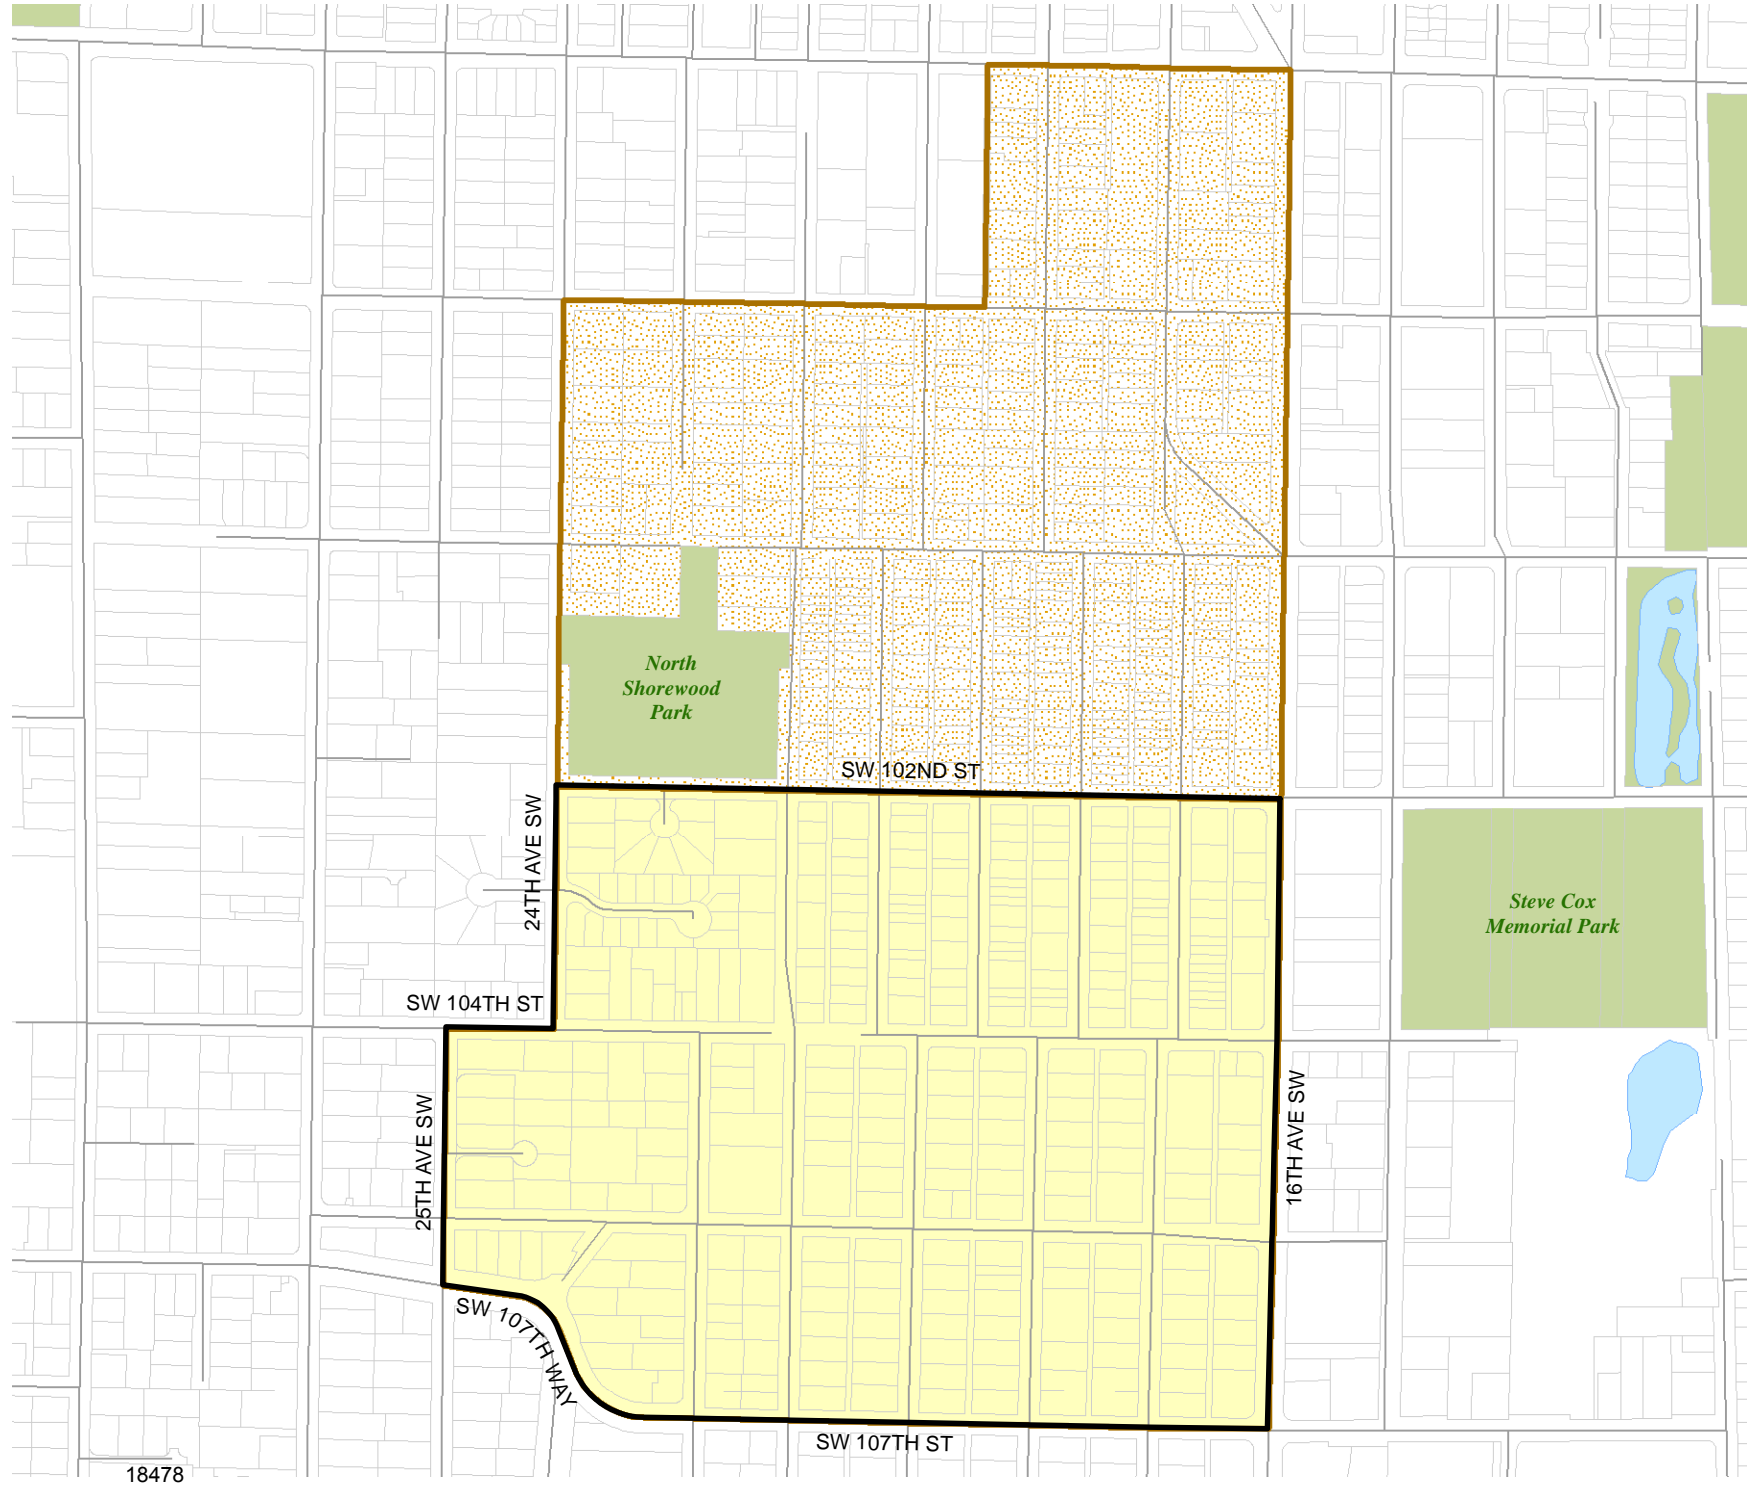 North
Shorewood
Park
SW 102ND ST
24TH AVE SW
Steve Cox
Memorial Park
SW 104TH ST
25TH AVE SW
16TH AVE SW
SW 107TH WAY
SW 107TH ST
18478